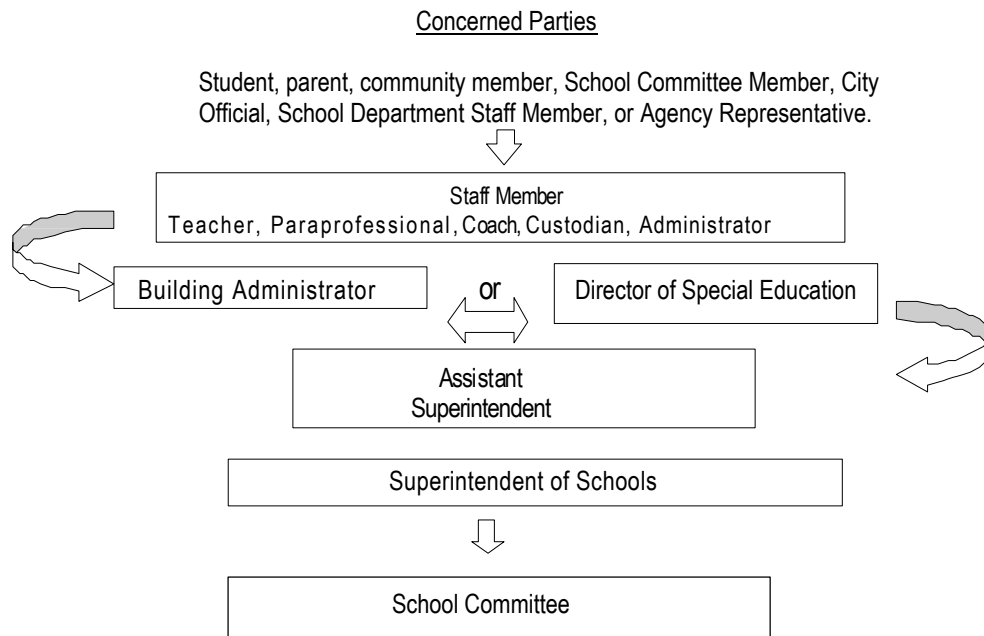 Concerned Parties
Student, parent, community member, School Committee Member, City
Official, School Department Staff Member, or Agency Representative.
Staff Member
Teacher, Paraprofessional, Coach, Custodian, Administrator
Building Administrator
or
Director of Special Education
Assistant
Superintendent
Superintendent of Schools
School Committee